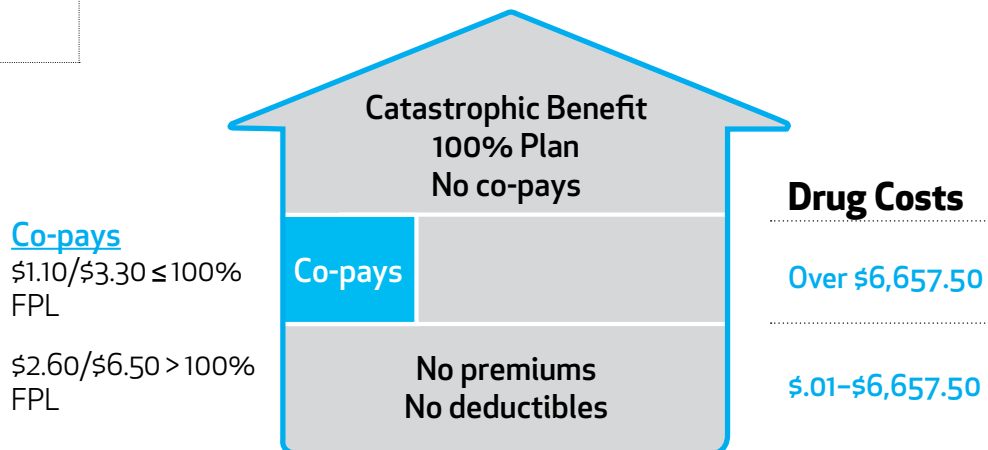 Catastrophic Benefit
100% Plan
No co-pays
Drug Costs
Co-pays
$1.10/$3.30 ≤ 100%
FPL
Co-pays
Over $6,657.50
$2.60/$6.50 > 100%
FPL
No premiums
No deductibles
$.01–$6,657.50